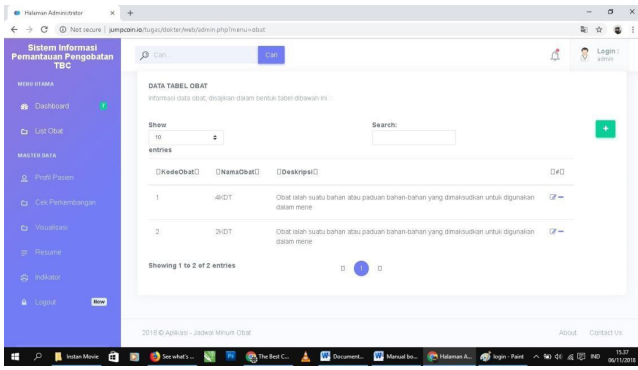 Halaman Administrator
Not secure | jumpcoin.io/tugas/dokter/web/admin.php?menu=obat
Sistem Informasi
Pemantauan Pengobatan
TBC
Cari...
Cari
Login :
admin
MENU UTAMA
Dashboard
List Obat
MASTER DATA
Profil Pasien
Cek Perkembangan
Visualisasi
Resume
Indikator
Logout
New
DATA TABEL OBAT
Informasi data obat, disajikan dalam bentuk tabel dibawah ini :
Show
10
entries
Search:
+
KodeObat NamaObat Deskripsi #
1 4KDT Obat ialah suatu bahan atau paduan bahan-bahan yang dimaksudkan untuk digunakan
dalam mene
2 2KDT Obat ialah suatu bahan atau paduan bahan-bahan yang dimaksudkan untuk digunakan
dalam mene
Showing 1 to 2 of 2 entries
1
2018 © Aplikasi - Jadwal Minum Obat
About Contact Us
Instan Movie
See what's ...
The Best C...
Document...
Manual bo...
Halaman A...
login - Paint
IND
15.37
06/11/2018